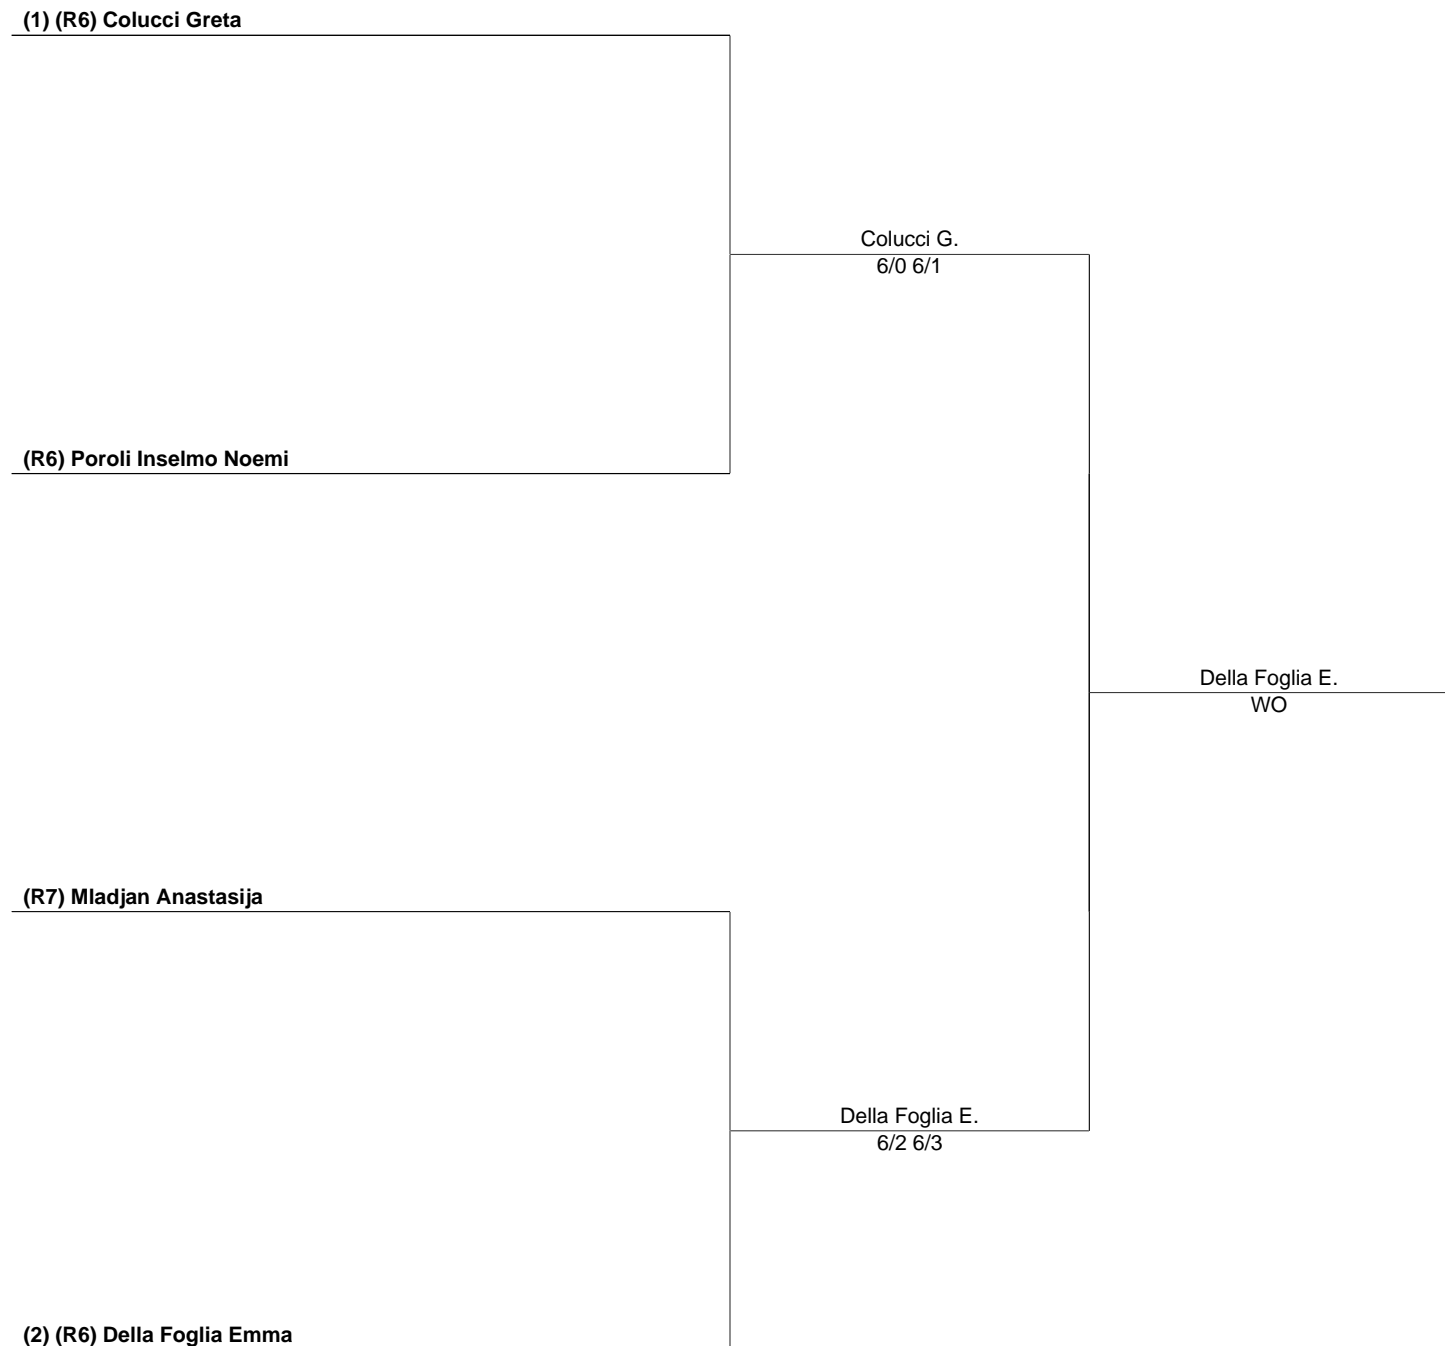 (1) (R6) Colucci Greta
Colucci G.
6/0 6/1
(R6) Poroli Inselmo Noemi
Della Foglia E.
WO
(R7) Mladjan Anastasija
Della Foglia E.
6/2 6/3
(2) (R6) Della Foglia Emma